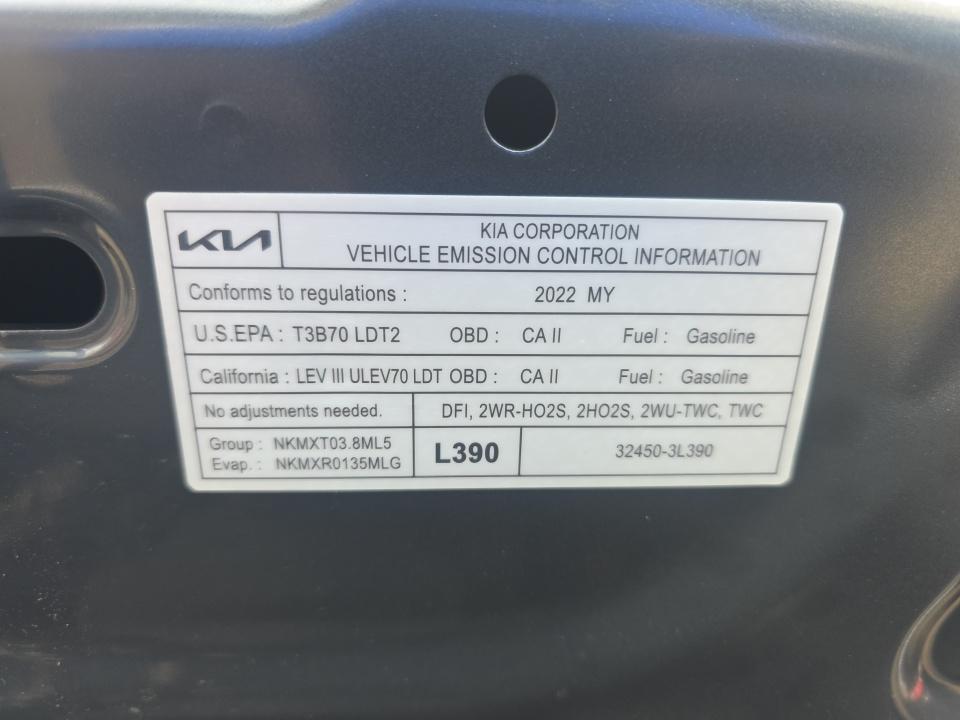 KIA
KIA CORPORATION
VEHICLE EMISSION CONTROL INFORMATION
Conforms to regulations : 2022 MY
U.S.EPA : T3B70 LDT2 OBD : CA II Fuel : Gasoline
California : LEV III ULEV70 LDT OBD : CA II Fuel : Gasoline
No adjustments needed. DFI, 2WR-HO2S, 2HO2S, 2WU-TWC, TWC
Group : NKMXT03.8ML5
Evap. : NKMXR0135MLG
L390
32450-3L390